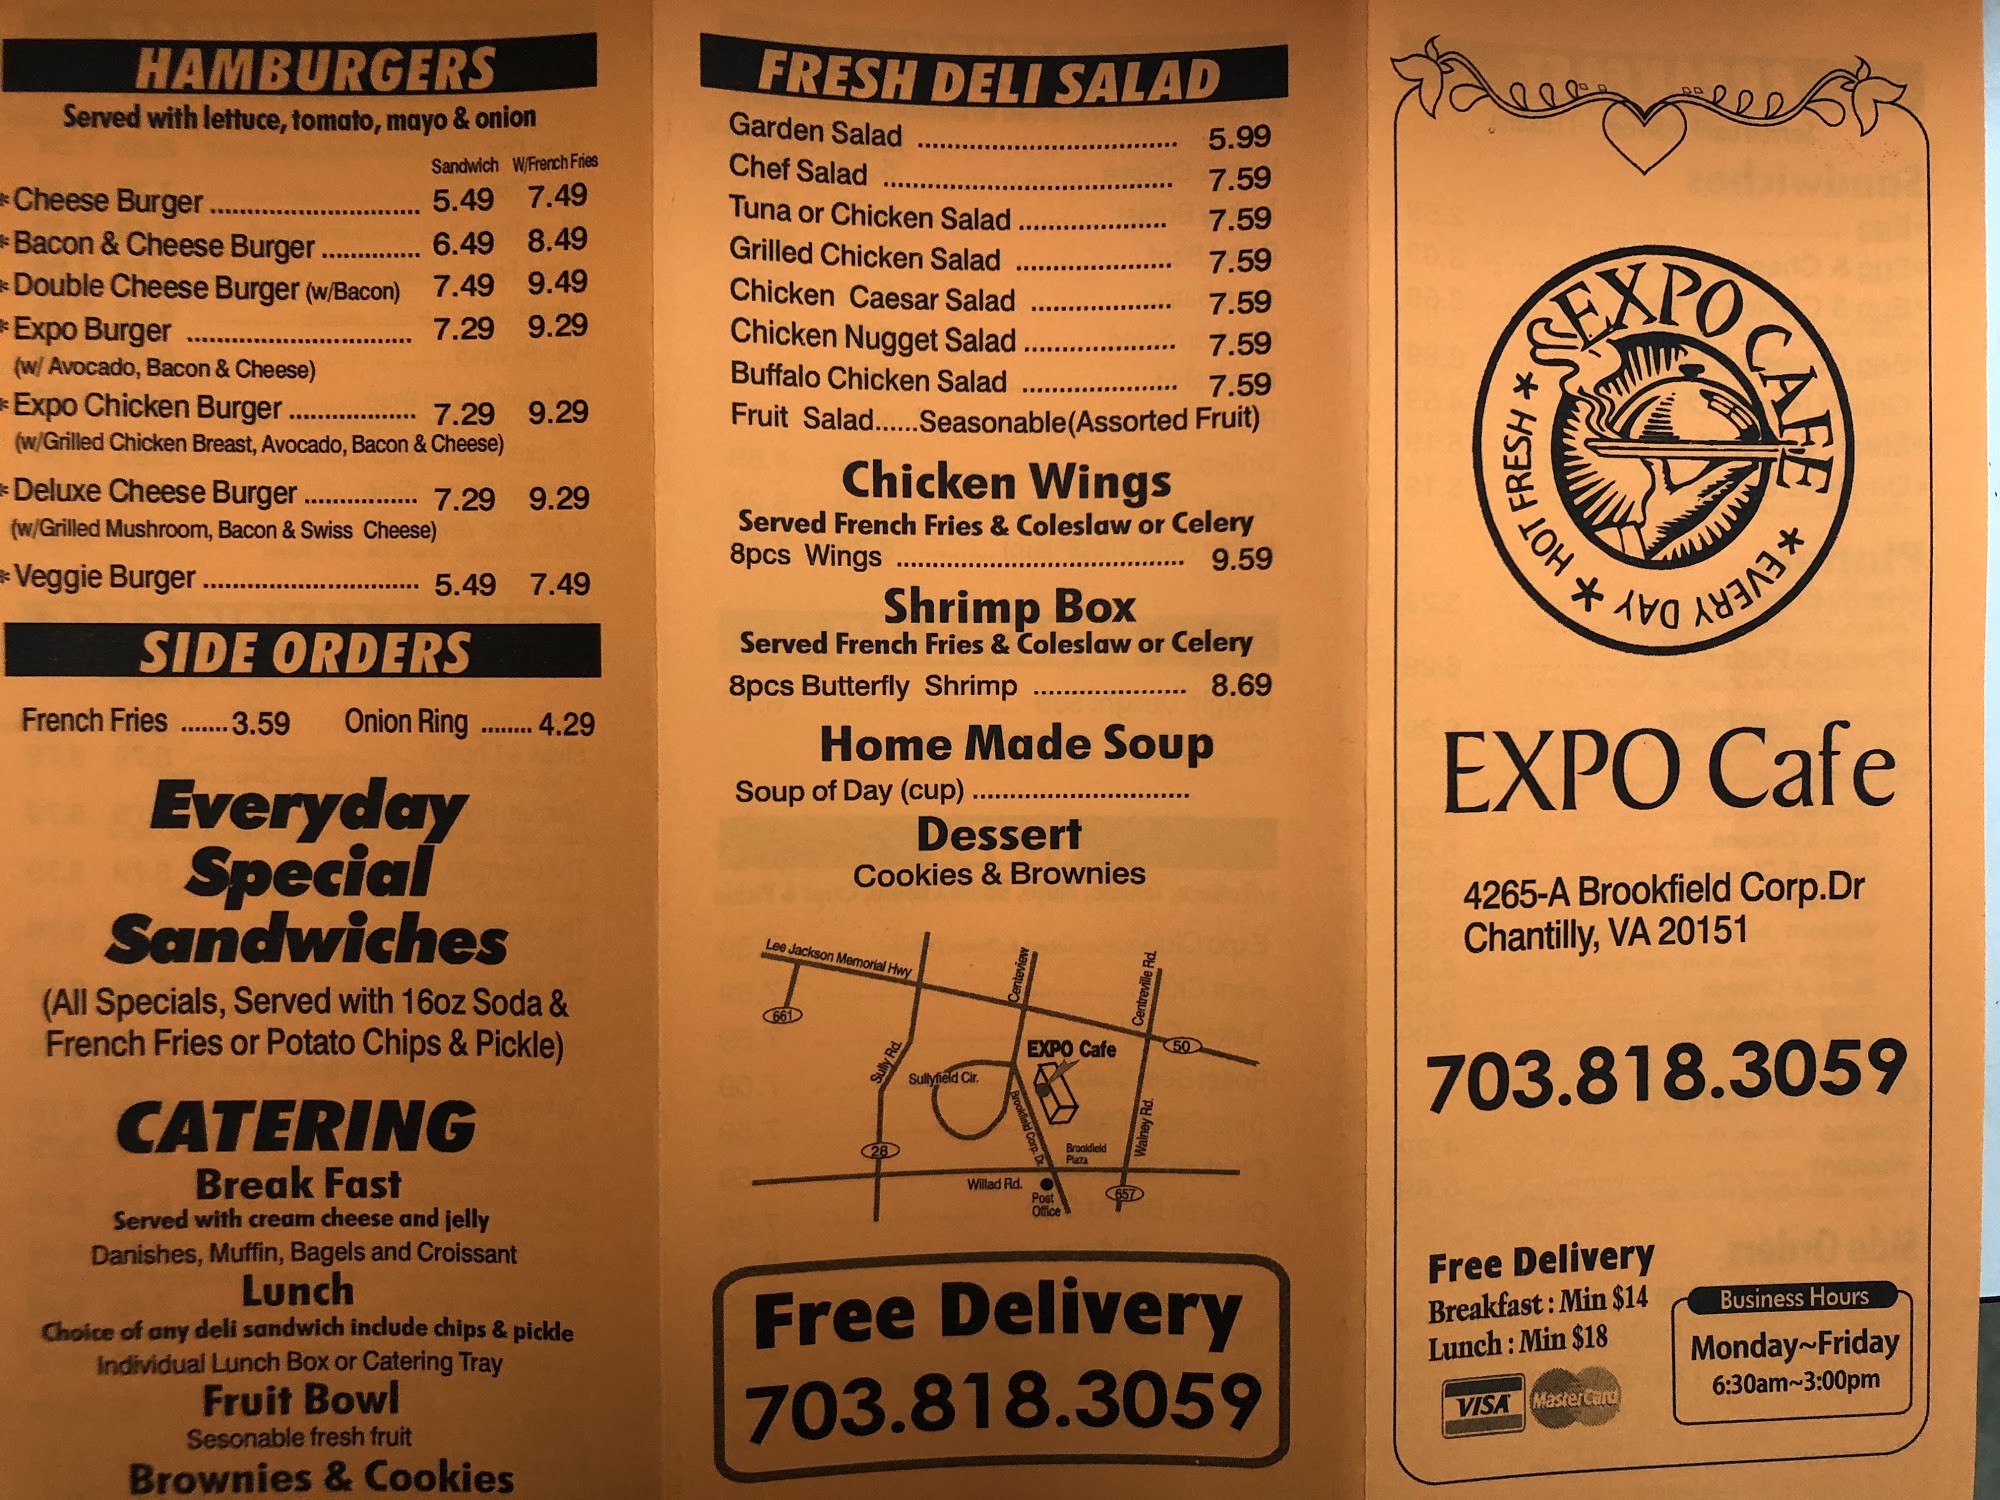 HAMBURGERS
Served with lettuce, tomato, mayo & onion
Sandwich W/French Fries
*Cheese Burger ............................ 5.49 7.49
*Bacon & Cheese Burger .............. 6.49 8.49
*Double Cheese Burger (w/Bacon) 7.49 9.49
*Expo Burger .............................. 7.29 9.29
(w/ Avocado, Bacon & Cheese)
*Expo Chicken Burger ................. 7.29 9.29
(w/Grilled Chicken Breast, Avocado, Bacon & Cheese)
*Deluxe Cheese Burger ............... 7.29 9.29
(w/Grilled Mushroom, Bacon & Swiss Cheese)
*Veggie Burger ............................. 5.49 7.49
SIDE ORDERS
French Fries .......3.59 Onion Ring ........ 4.29
Everyday
Special
Sandwiches
(All Specials, Served with 16oz Soda &
French Fries or Potato Chips & Pickle)
CATERING
Break Fast
Served with cream cheese and jelly
Danishes, Muffin, Bagels and Croissant
Lunch
Choice of any deli sandwich include chips & pickle
Individual Lunch Box or Catering Tray
Fruit Bowl
Sesonable fresh fruit
Brownies & Cookies
FRESH DELI SALAD
Garden Salad ................................... 5.99
Chef Salad ....................................... 7.59
Tuna or Chicken Salad .................... 7.59
Grilled Chicken Salad ..................... 7.59
Chicken Caesar Salad ................... 7.59
Chicken Nugget Salad .................... 7.59
Buffalo Chicken Salad ..................... 7.59
Fruit Salad......Seasonable(Assorted Fruit)
Chicken Wings
Served French Fries & Coleslaw or Celery
8pcs Wings ...................................... 9.59
Shrimp Box
Served French Fries & Coleslaw or Celery
8pcs Butterfly Shrimp .................... 8.69
Home Made Soup
Soup of Day (cup) .............................
Dessert
Cookies & Brownies
Lee Jackson Memorial Hwy
Centeview
Centreville Rd.
661
50
EXPO Cafe
Sully Rd.
Sullyfield Cir.
Brookfield Corp. Dr.
Walney Rd.
28
Brookfield
Plaza
Willad Rd.
Post
Office
657
Free Delivery
703.818.3059
EXPO CAFE
HOT FRESH * EVERY DAY *
EXPO Cafe
4265-A Brookfield Corp.Dr
Chantilly, VA 20151
703.818.3059
Free Delivery
Breakfast : Min $14
Lunch : Min $18
VISA MasterCard
Business Hours
Monday~Friday
6:30am~3:00pm